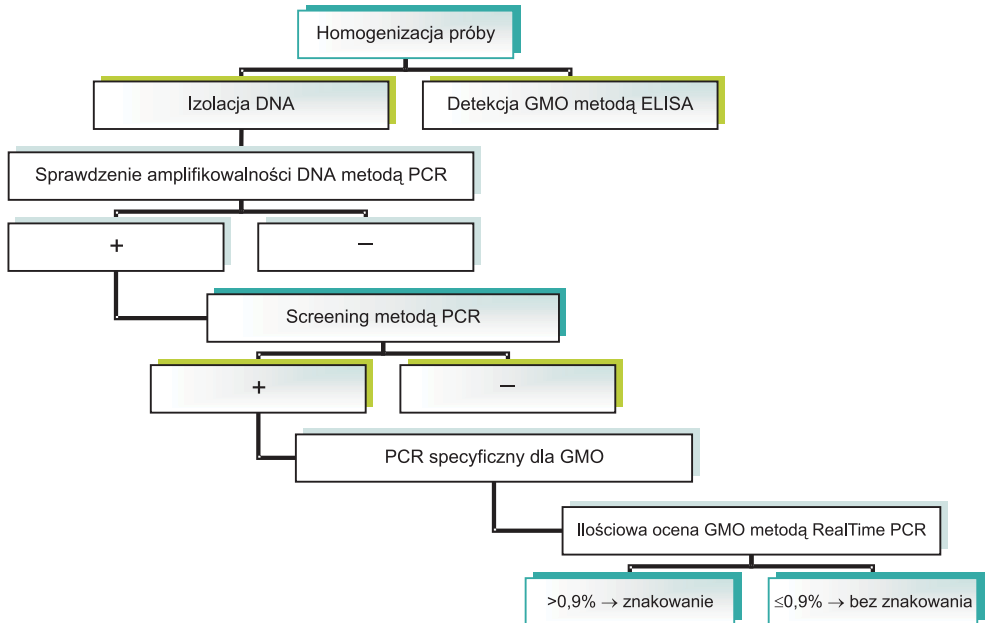 Homogenizacja próby
Izolacja DNA
Detekcja GMO metodą ELISA
Sprawdzenie amplifikowalności DNA metodą PCR
+
−
Screening metodą PCR
+
−
PCR specyficzny dla GMO
Ilościowa ocena GMO metodą RealTime PCR
>0,9% → znakowanie
≤0,9% → bez znakowania